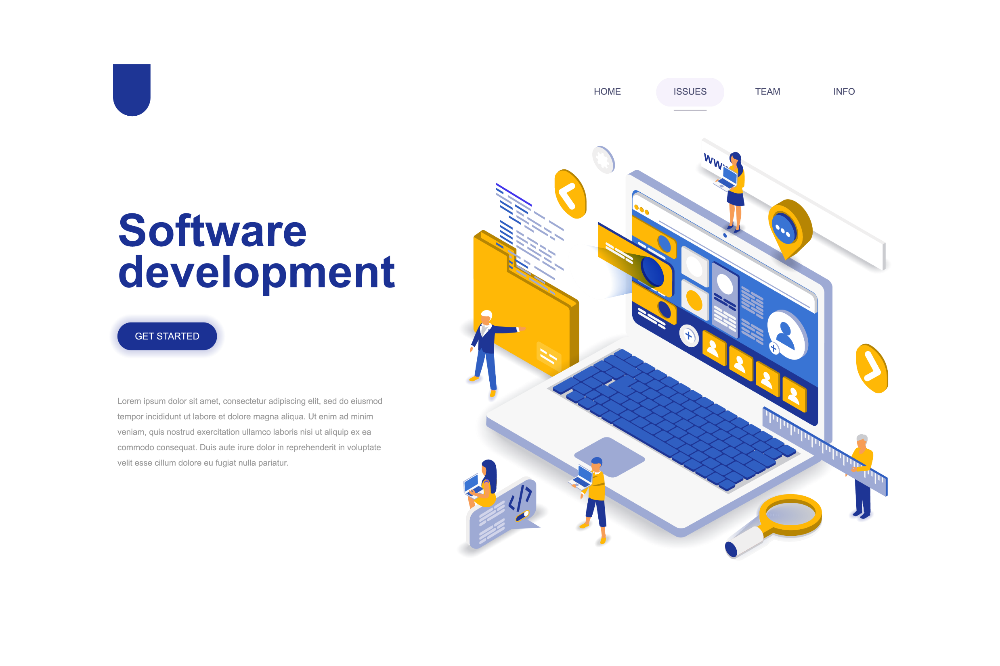 HOME ISSUES TEAM INFO
www
Software
development
GET STARTED
Lorem ipsum dolor sit amet, consectetur adipiscing elit, sed do eiusmod
tempor incididunt ut labore et dolore magna aliqua. Ut enim ad minim
veniam, quis nostrud exercitation ullamco laboris nisi ut aliquip ex ea
commodo consequat. Duis aute irure dolor in reprehenderit in voluptate
velit esse cillum dolore eu fugiat nulla pariatur.
</>